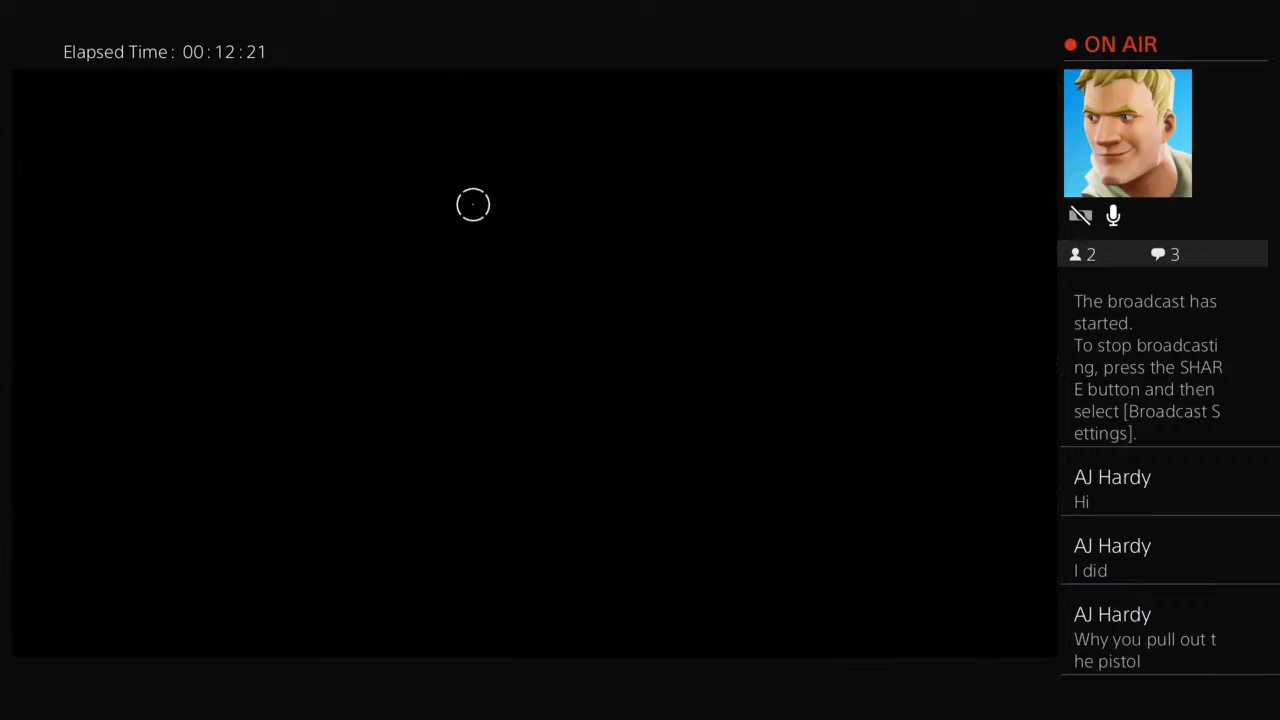 Elapsed Time: 00:12:21
ON AIR
2 3
The broadcast has
started.
To stop broadcasti
ng, press the SHAR
E button and then
select [Broadcast S
ettings].
AJ Hardy
Hi
AJ Hardy
I did
AJ Hardy
Why you pull out t
he pistol